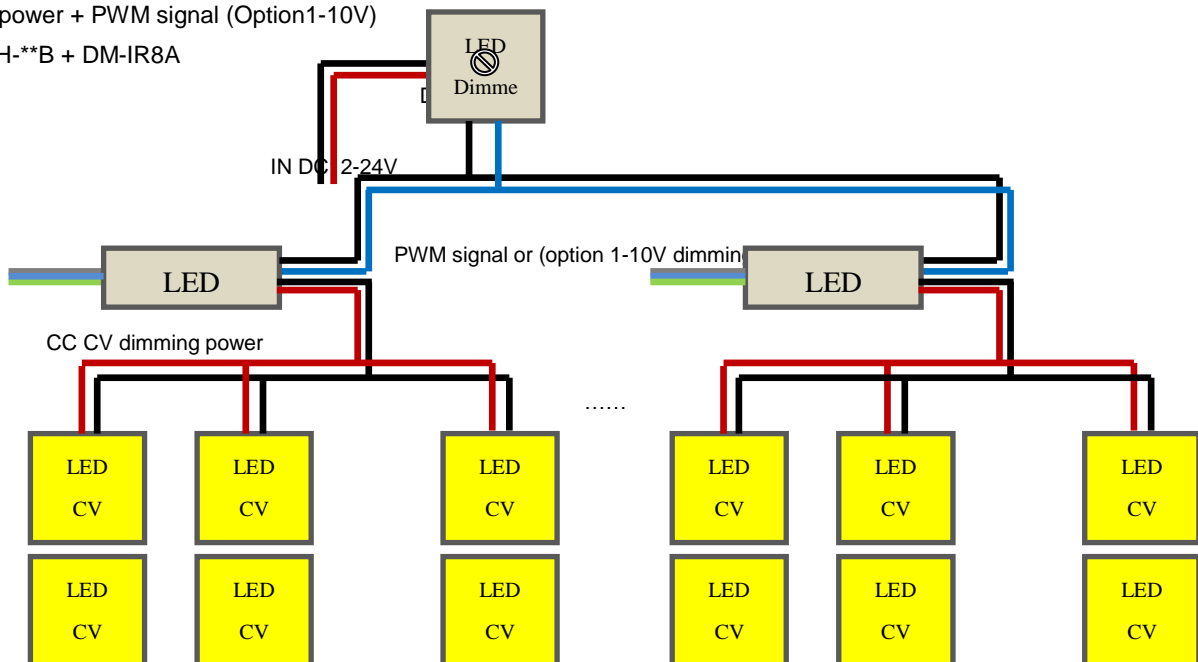 power + PWM signal (Option1-10V)
H-**B + DM-IR8A
LED
Dimme
IN DC 2-24V
PWM signal or (option 1-10V dimmin
LED
LED
CC CV dimming power
......
LED
CV
LED
CV
LED
CV
LED
CV
LED
CV
LED
CV
LED
CV
LED
CV
LED
CV
LED
CV
LED
CV
LED
CV